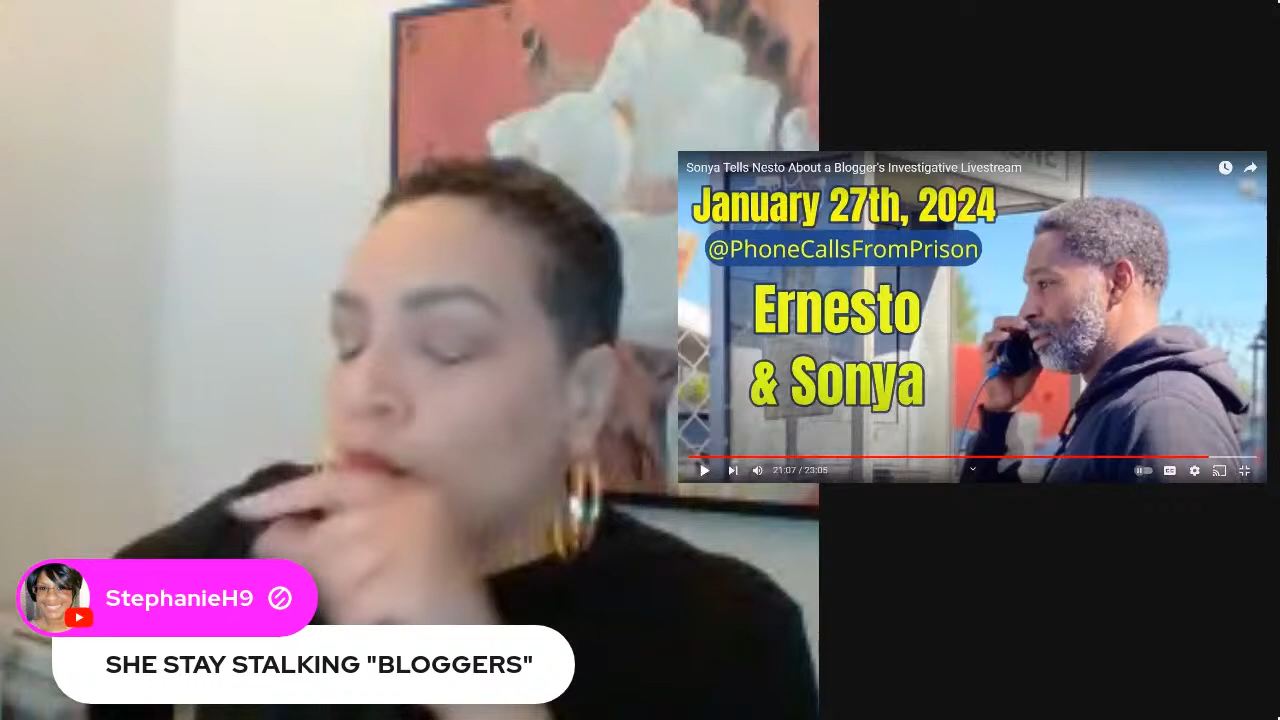 Sonya Tells Nesto About a Blogger's Investigative Livestream
January 27th, 2024
@PhoneCallsFromPrison
Ernesto
& Sonya
21:07 / 23:05
CC
StephanieH9
SHE STAY STALKING "BLOGGERS"